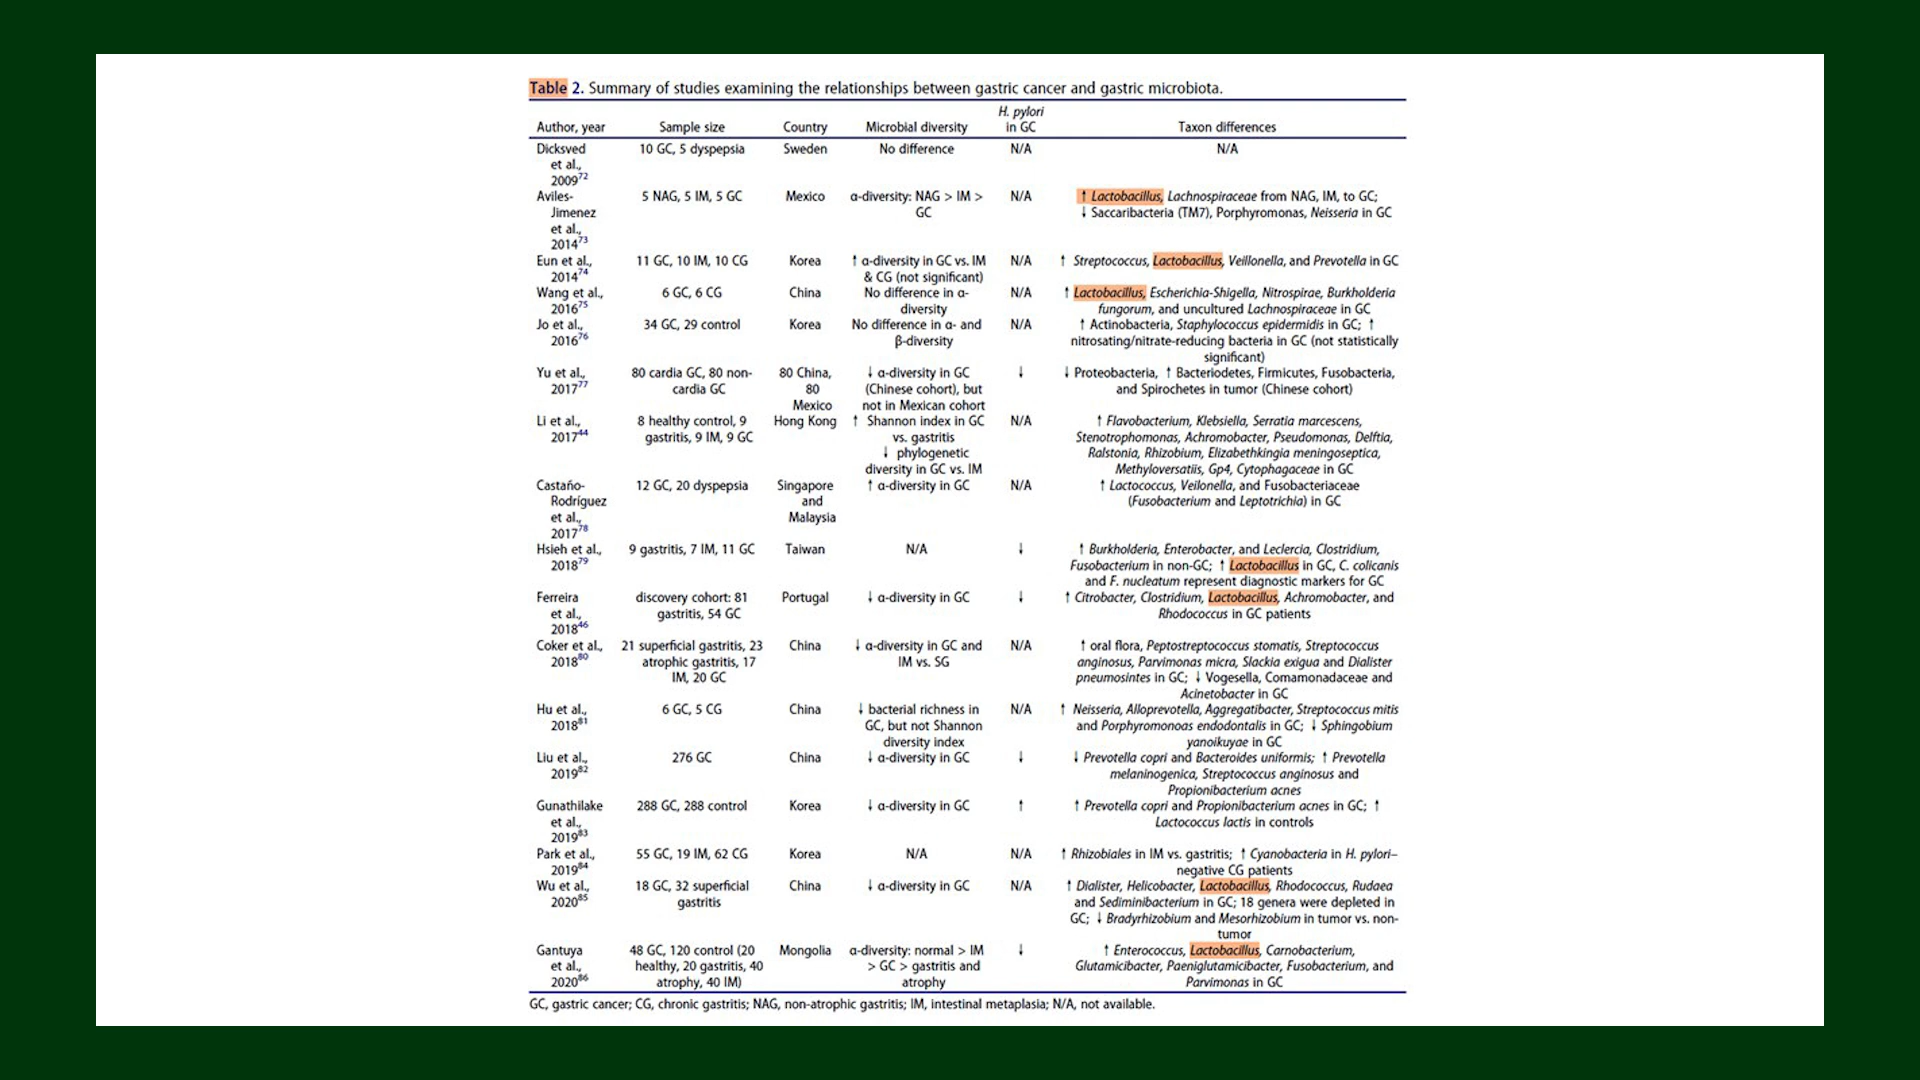 Table 2. Summary of studies examining the relationships between gastric cancer and gastric microbiota.
Author, year Sample size Country Microbial diversity H. pylori in GC Taxon differences
Dicksved 10 GC, 5 dyspepsia Sweden No difference N/A N/A
et al.,
2009⁷²
Aviles- 5 NAG, 5 IM, 5 GC Mexico α-diversity: NAG > IM > N/A ↑ Lactobacillus, Lachnospiraceae from NAG, IM, to GC;
Jimenez GC ↓ Saccaribacteria (TM7), Porphyromonas, Neisseria in GC
et al.,
2014⁷³
Eun et al., 11 GC, 10 IM, 10 CG Korea ↑ α-diversity in GC vs. IM N/A ↑ Streptococcus, Lactobacillus, Veillonella, and Prevotella in GC
2014⁷⁴ & CG (not significant)
Wang et al., 6 GC, 6 CG China No difference in α- N/A ↑ Lactobacillus, Escherichia-Shigella, Nitrospirae, Burkholderia
2016⁷⁵ diversity fungorum, and uncultured Lachnospiraceae in GC
Jo et al., 34 GC, 29 control Korea No difference in α- and N/A ↑ Actinobacteria, Staphylococcus epidermidis in GC; ↑
2016⁷⁶ β-diversity nitrosating/nitrate-reducing bacteria in GC (not statistically
significant)
Yu et al., 80 cardia GC, 80 non- 80 China, ↓ α-diversity in GC ↓ ↓ Proteobacteria, ↑ Bacteriodetes, Firmicutes, Fusobacteria,
2017⁷⁷ cardia GC 80 (Chinese cohort), but and Spirochetes in tumor (Chinese cohort)
Mexico not in Mexican cohort
Li et al., 8 healthy control, 9 Hong Kong ↑ Shannon index in GC N/A ↑ Flavobacterium, Klebsiella, Serratia marcescens,
2017⁴⁴ gastritis, 9 IM, 9 GC vs. gastritis Stenotrophomonas, Achromobacter, Pseudomonas, Delftia,
↓ phylogenetic Ralstonia, Rhizobium, Elizabethkingia meningoseptica,
diversity in GC vs. IM Methyloversatiis, Gp4, Cytophagaceae in GC
Castaño- 12 GC, 20 dyspepsia Singapore ↑ α-diversity in GC N/A ↑ Lactococcus, Veilonella, and Fusobacteriaceae
Rodríguez and (Fusobacterium and Leptotrichia) in GC
et al., Malaysia
2017⁷⁸
Hsieh et al., 9 gastritis, 7 IM, 11 GC Taiwan N/A ↓ ↑ Burkholderia, Enterobacter, and Leclercia, Clostridium,
2018⁷⁹ Fusobacterium in non-GC; ↑ Lactobacillus in GC, C. colicanis
and F. nucleatum represent diagnostic markers for GC
Ferreira discovery cohort: 81 Portugal ↓ α-diversity in GC ↓ ↑ Citrobacter, Clostridium, Lactobacillus, Achromobacter, and
et al., gastritis, 54 GC Rhodococcus in GC patients
2018⁴⁶
Coker et al., 21 superficial gastritis, 23 China ↓ α-diversity in GC and N/A ↑ oral flora, Peptostreptococcus stomatis, Streptococcus
2018⁸⁰ atrophic gastritis, 17 IM vs. SG anginosus, Parvimonas micra, Slackia exigua and Dialister
IM, 20 GC pneumosintes in GC; ↓ Vogesella, Comamonadaceae and
Acinetobacter in GC
Hu et al., 6 GC, 5 CG China ↓ bacterial richness in N/A ↑ Neisseria, Alloprevotella, Aggregatibacter, Streptococcus mitis
2018⁸¹ GC, but not Shannon and Porphyromonoas endodontalis in GC; ↓ Sphingobium
diversity index yanoikuyae in GC
Liu et al., 276 GC China ↓ α-diversity in GC ↓ ↓ Prevotella copri and Bacteroides uniformis; ↑ Prevotella
2019⁸² melaninogenica, Streptococcus anginosus and
Propionibacterium acnes
Gunathilake 288 GC, 288 control Korea ↓ α-diversity in GC ↑ ↑ Prevotella copri and Propionibacterium acnes in GC; ↑
et al., Lactococcus lactis in controls
2019⁸³
Park et al., 55 GC, 19 IM, 62 CG Korea N/A N/A ↑ Rhizobiales in IM vs. gastritis; ↑ Cyanobacteria in H. pylori–
2019⁸⁴ negative CG patients
Wu et al., 18 GC, 32 superficial China ↓ α-diversity in GC N/A ↑ Dialister, Helicobacter, Lactobacillus, Rhodococcus, Rudaea
2020⁸⁵ gastritis and Sediminibacterium in GC; 18 genera were depleted in
GC; ↓ Bradyrhizobium and Mesorhizobium in tumor vs. non-
tumor
Gantuya 48 GC, 120 control (20 Mongolia α-diversity: normal > IM ↓ ↑ Enterococcus, Lactobacillus, Carnobacterium,
et al., healthy, 20 gastritis, 40 > GC > gastritis and Glutamicibacter, Paeniglutamicibacter, Fusobacterium, and
2020⁸⁶ atrophy, 40 IM) atrophy Parvimonas in GC
GC, gastric cancer; CG, chronic gastritis; NAG, non-atrophic gastritis; IM, intestinal metaplasia; N/A, not available.